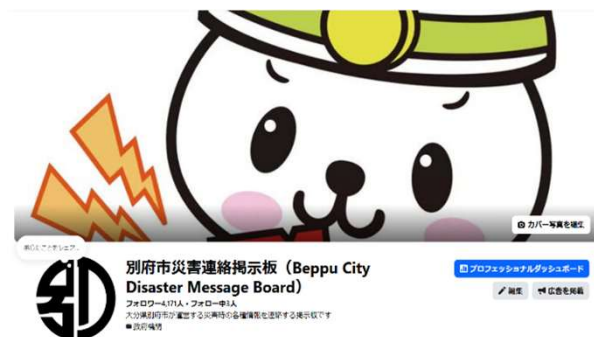 カバー写真を編集
別府市災害連絡掲示板（Beppu City
Disaster Message Board）
フォロワー4,171人・フォロー中3人
大分県別府市が運営する災害時の各種情報を連絡する掲示板です
政府機関
プロフェッショナルダッシュボード
編集
広告を掲載